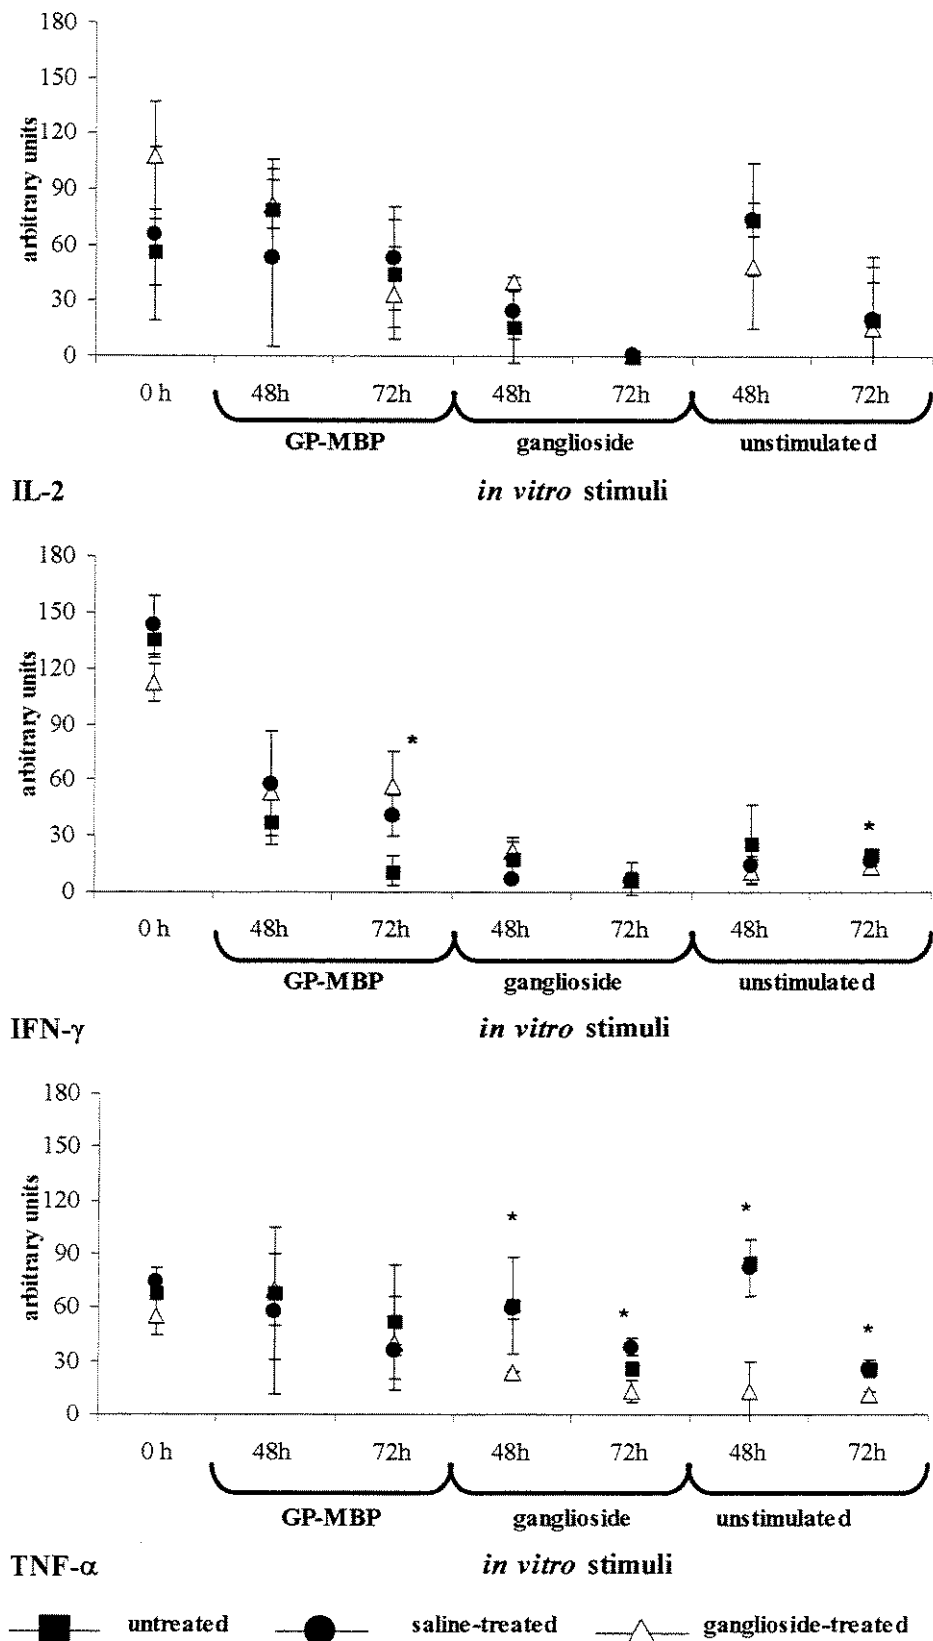 180
150
120
90
60
30
0
arbitrary units
0 h 48h 72h 48h 72h 48h 72h
GP-MBP ganglioside unstimulated
IL-2 in vitro stimuli
180
150
120
90
60
30
0
arbitrary units
*
*
0 h 48h 72h 48h 72h 48h 72h
GP-MBP ganglioside unstimulated
IFN-γ in vitro stimuli
180
150
120
90
60
30
0
arbitrary units
* *
* *
0 h 48h 72h 48h 72h 48h 72h
GP-MBP ganglioside unstimulated
TNF-α in vitro stimuli
untreated saline-treated ganglioside-treated